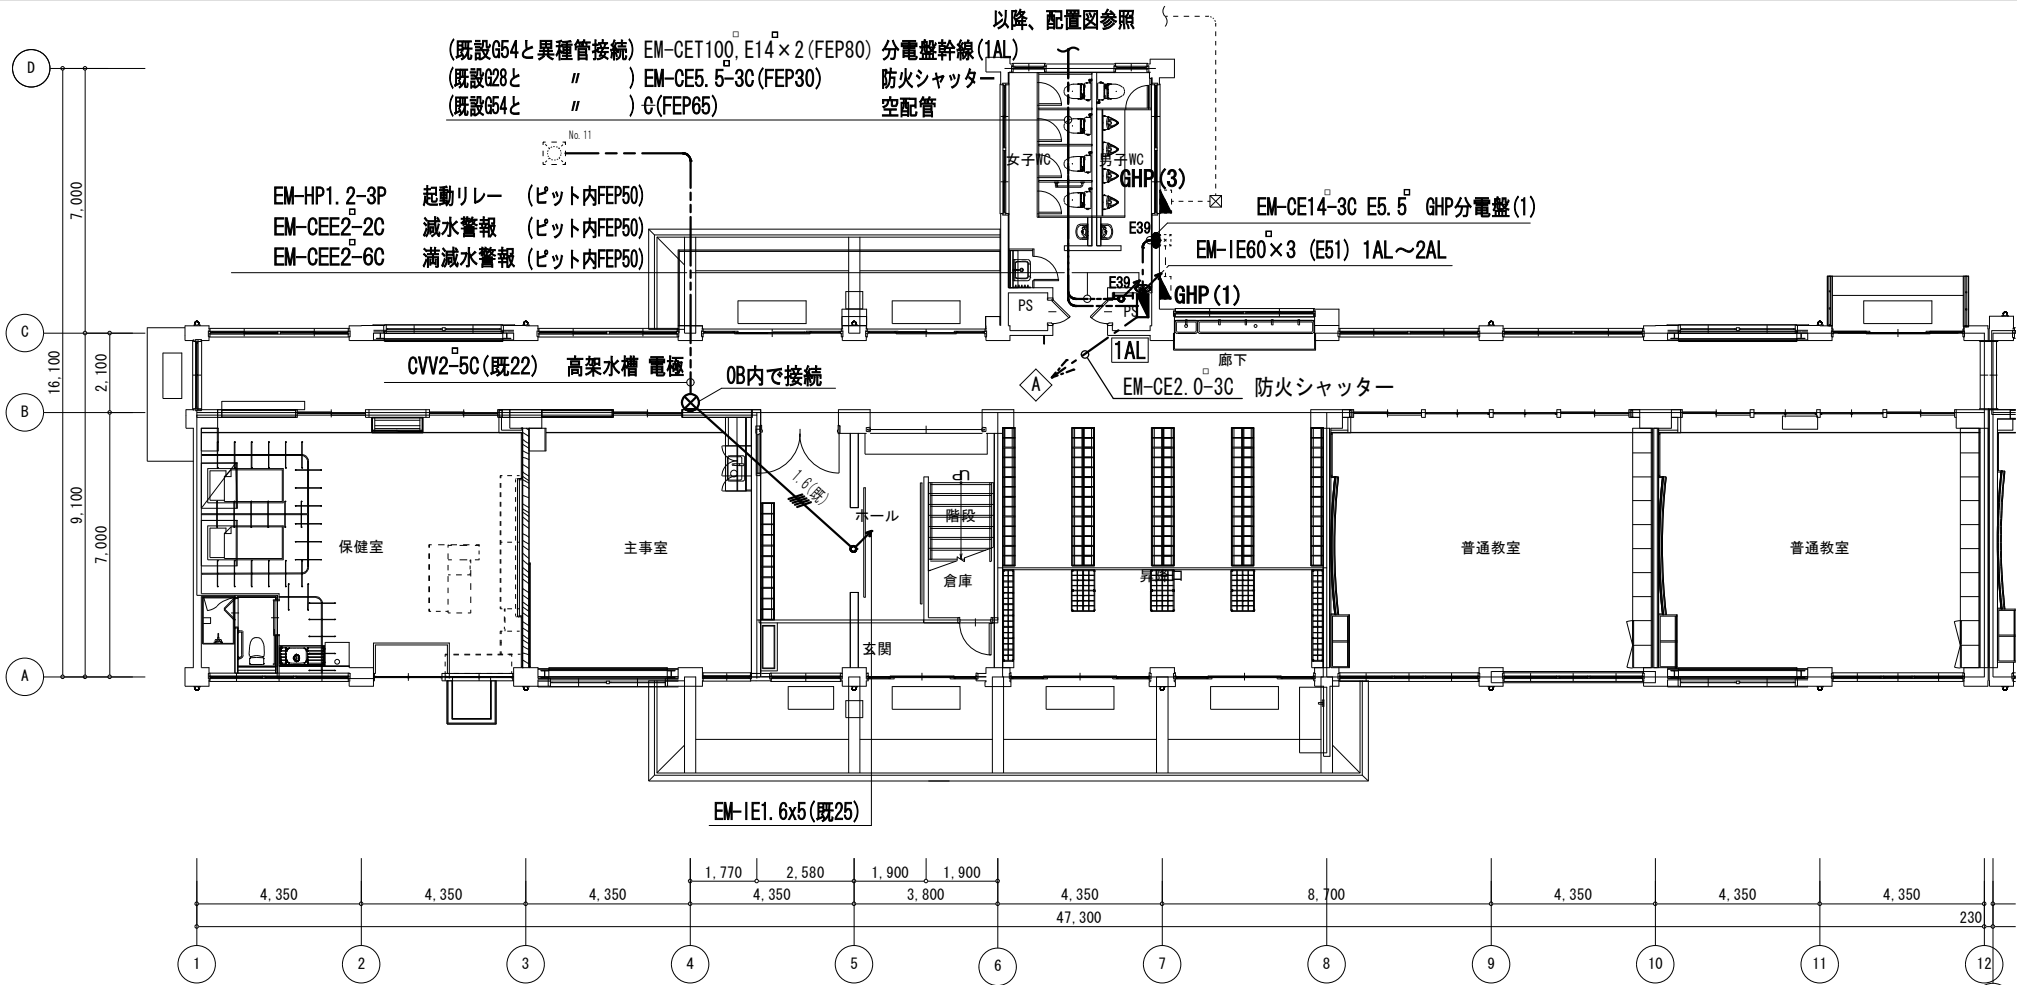 以降、配置図参照
(既設G54と異種管接続) EM-CET100□, E14□×2(FEP80) 分電盤幹線(1AL)
(既設G28と 〃 ) EM-CE5.5□-3C(FEP30) 防火シャッター
(既設G54と 〃 ) C(FEP65) 空配管
No.11
EM-HP1.2-3P 起動リレー (ピット内FEP50)
EM-CEE2□-2C 減水警報 (ピット内FEP50)
EM-CEE2□-6C 満減水警報 (ピット内FEP50)
女子WC
男子WC
GHP(3)
EM-CE14□-3C E5.5□ GHP分電盤(1)
E39
EM-IE60□×3 (E51) 1AL～2AL
E39
GHP(1)
PS
PS
CVV2□-5C(既22) 高架水槽 電極
OB内で接続
1AL
廊下
A
EM-CE2.0□-3C 防火シャッター
1.6(既)
dn
ホール
階段
保健室
主事室
倉庫
昇降口
普通教室
普通教室
玄関
EM-IE1.6x5(既25)
D
C
B
A
7,000
16,100
2,100
9,100
7,000
1,770 2,580 1,900 1,900
4,350 4,350 4,350 4,350 3,800 4,350 8,700 4,350 4,350 4,350
47,300 230
1 2 3 4 5 6 7 8 9 10 11 12